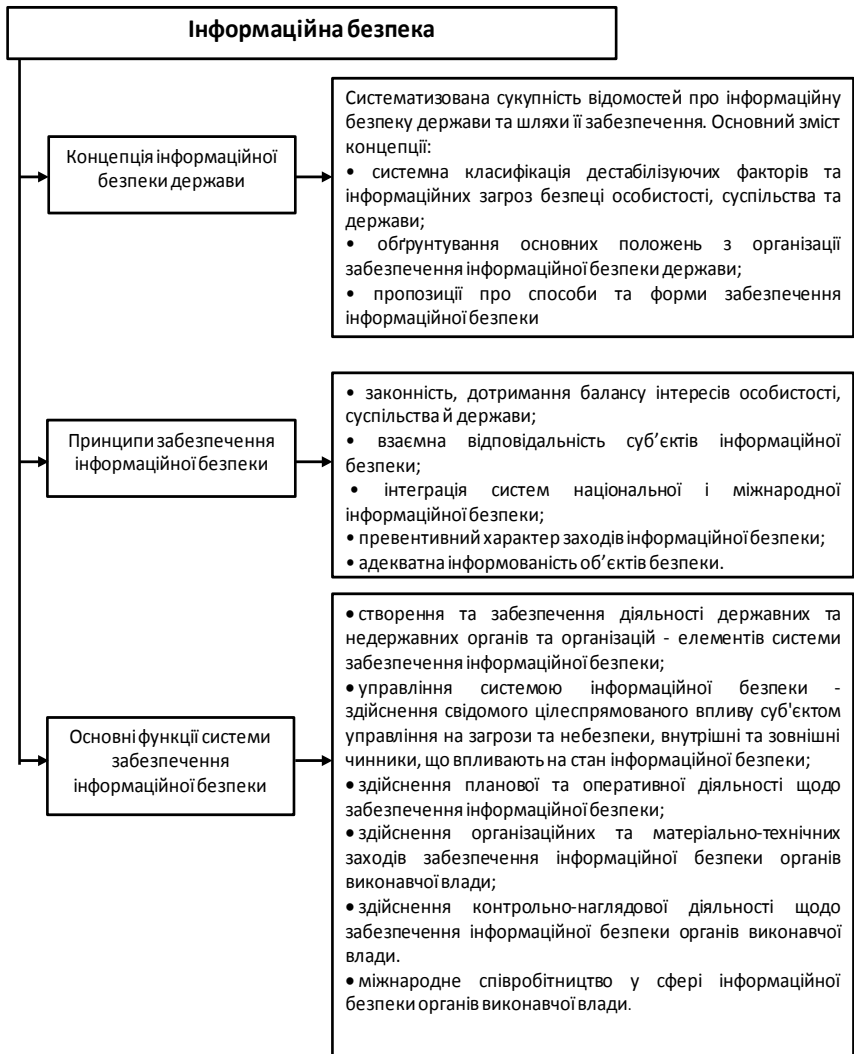 Інформаційна безпека
Концепція інформаційної
безпеки держави
Систематизована сукупність відомостей про інформаційну
безпеку держави та шляхи її забезпечення. Основний зміст
концепції:
• системна класифікація дестабілізуючих факторів та
інформаційних загроз безпеці особистості, суспільства та
держави;
• обґрунтування основних положень з організації
забезпечення інформаційної безпеки держави;
• пропозиції про способи та форми забезпечення
інформаційної безпеки
Принципи забезпечення
інформаційної безпеки
• законність, дотримання балансу інтересів особистості,
суспільства й держави;
• взаємна відповідальність суб’єктів інформаційної
безпеки;
• інтеграція систем національної і міжнародної
інформаційної безпеки;
• превентивний характер заходів інформаційної безпеки;
• адекватна інформованість об’єктів безпеки.
Основні функції системи
забезпечення
інформаційної безпеки
• створення та забезпечення діяльності державних та
недержавних органів та організацій - елементів системи
забезпечення інформаційної безпеки;
• управління системою інформаційної безпеки -
здійснення свідомого цілеспрямованого впливу суб'єктом
управління на загрози та небезпеки, внутрішні та зовнішні
чинники, що впливають на стан інформаційної безпеки;
• здійснення планової та оперативної діяльності щодо
забезпечення інформаційної безпеки;
• здійснення організаційних та матеріально-технічних
заходів забезпечення інформаційної безпеки органів
виконавчої влади;
• здійснення контрольно-наглядової діяльності щодо
забезпечення інформаційної безпеки органів виконавчої
влади.
• міжнародне співробітництво у сфері інформаційної
безпеки органів виконавчої влади.